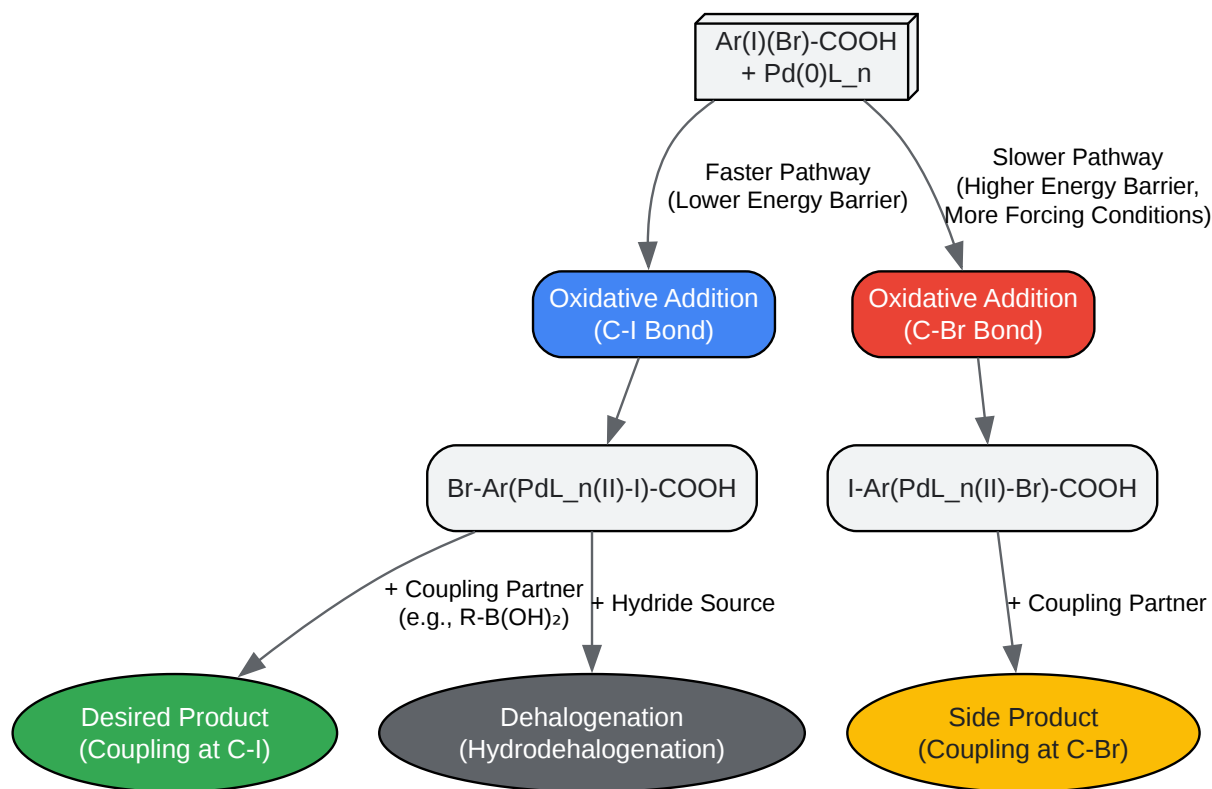 Ar(I)(Br)-COOH
+ Pd(0)L_n
Faster Pathway
(Lower Energy Barrier)
Slower Pathway
(Higher Energy Barrier,
More Forcing Conditions)
Oxidative Addition
(C-I Bond)
Oxidative Addition
(C-Br Bond)
Br-Ar(PdL_n(II)-I)-COOH
I-Ar(PdL_n(II)-Br)-COOH
+ Coupling Partner
(e.g., R-B(OH)₂)
+ Hydride Source
+ Coupling Partner
Desired Product
(Coupling at C-I)
Dehalogenation
(Hydrodehalogenation)
Side Product
(Coupling at C-Br)